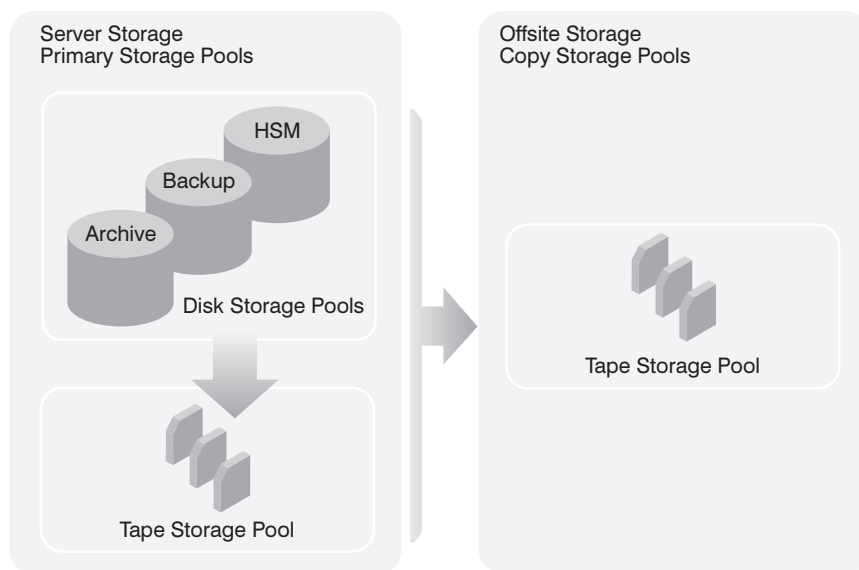 Server Storage
Primary Storage Pools
HSM
Backup
Archive
Disk Storage Pools
Tape Storage Pool
Offsite Storage
Copy Storage Pools
Tape Storage Pool